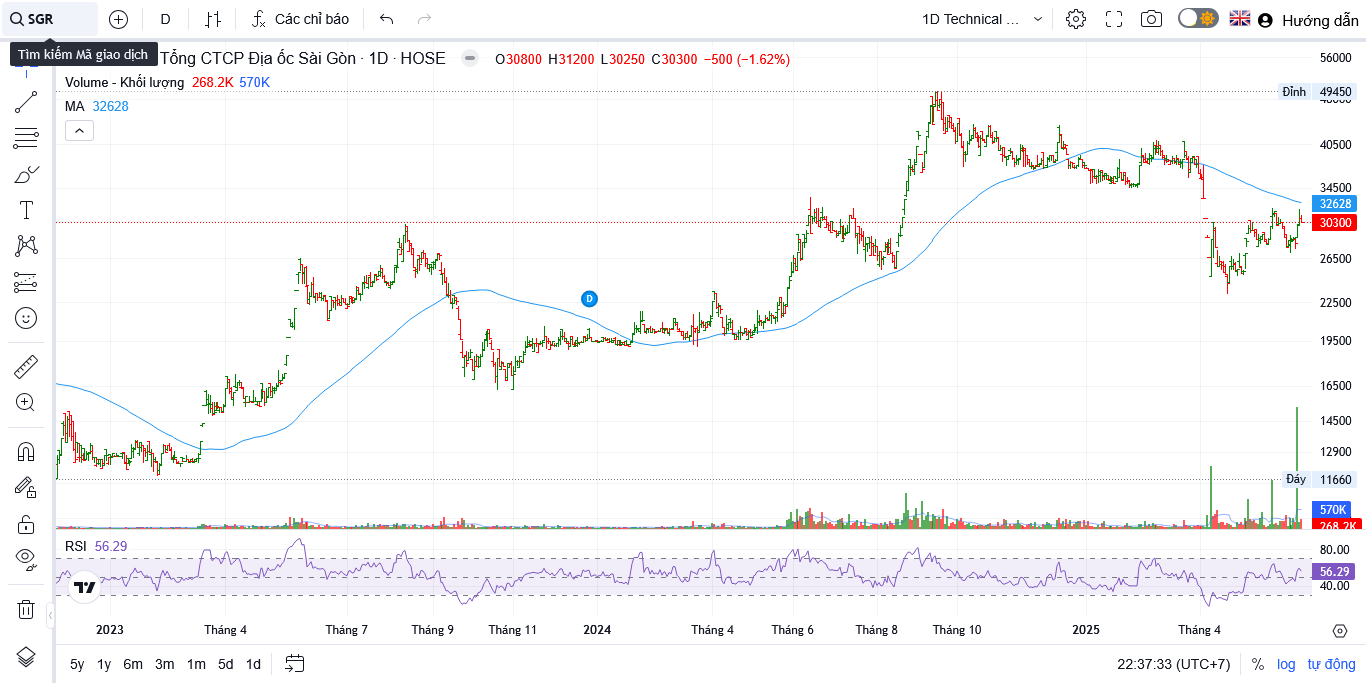 SGR
D
Các chỉ báo
1D Technical ...
Hướng dẫn
Tìm kiếm Mã giao dịch
Tổng CTCP Địa ốc Sài Gòn · 1D · HOSE
O30800 H31200 L30250 C30300 −500 (−1.62%)
Volume - Khối lượng 268.2K 570K
MA 32628
56000
Đỉnh 49450
40500
34500
32628
30300
26500
D
22500
19500
16500
14500
12900
Đáy 11660
570K
268.2K
RSI 56.29
80.00
56.29
40.00
2023 Tháng 4 Tháng 7 Tháng 9 Tháng 11 2024 Tháng 4 Tháng 6 Tháng 8 Tháng 10 2025 Tháng 4
5y 1y 6m 3m 1m 5d 1d
22:37:33 (UTC+7) % log tự động